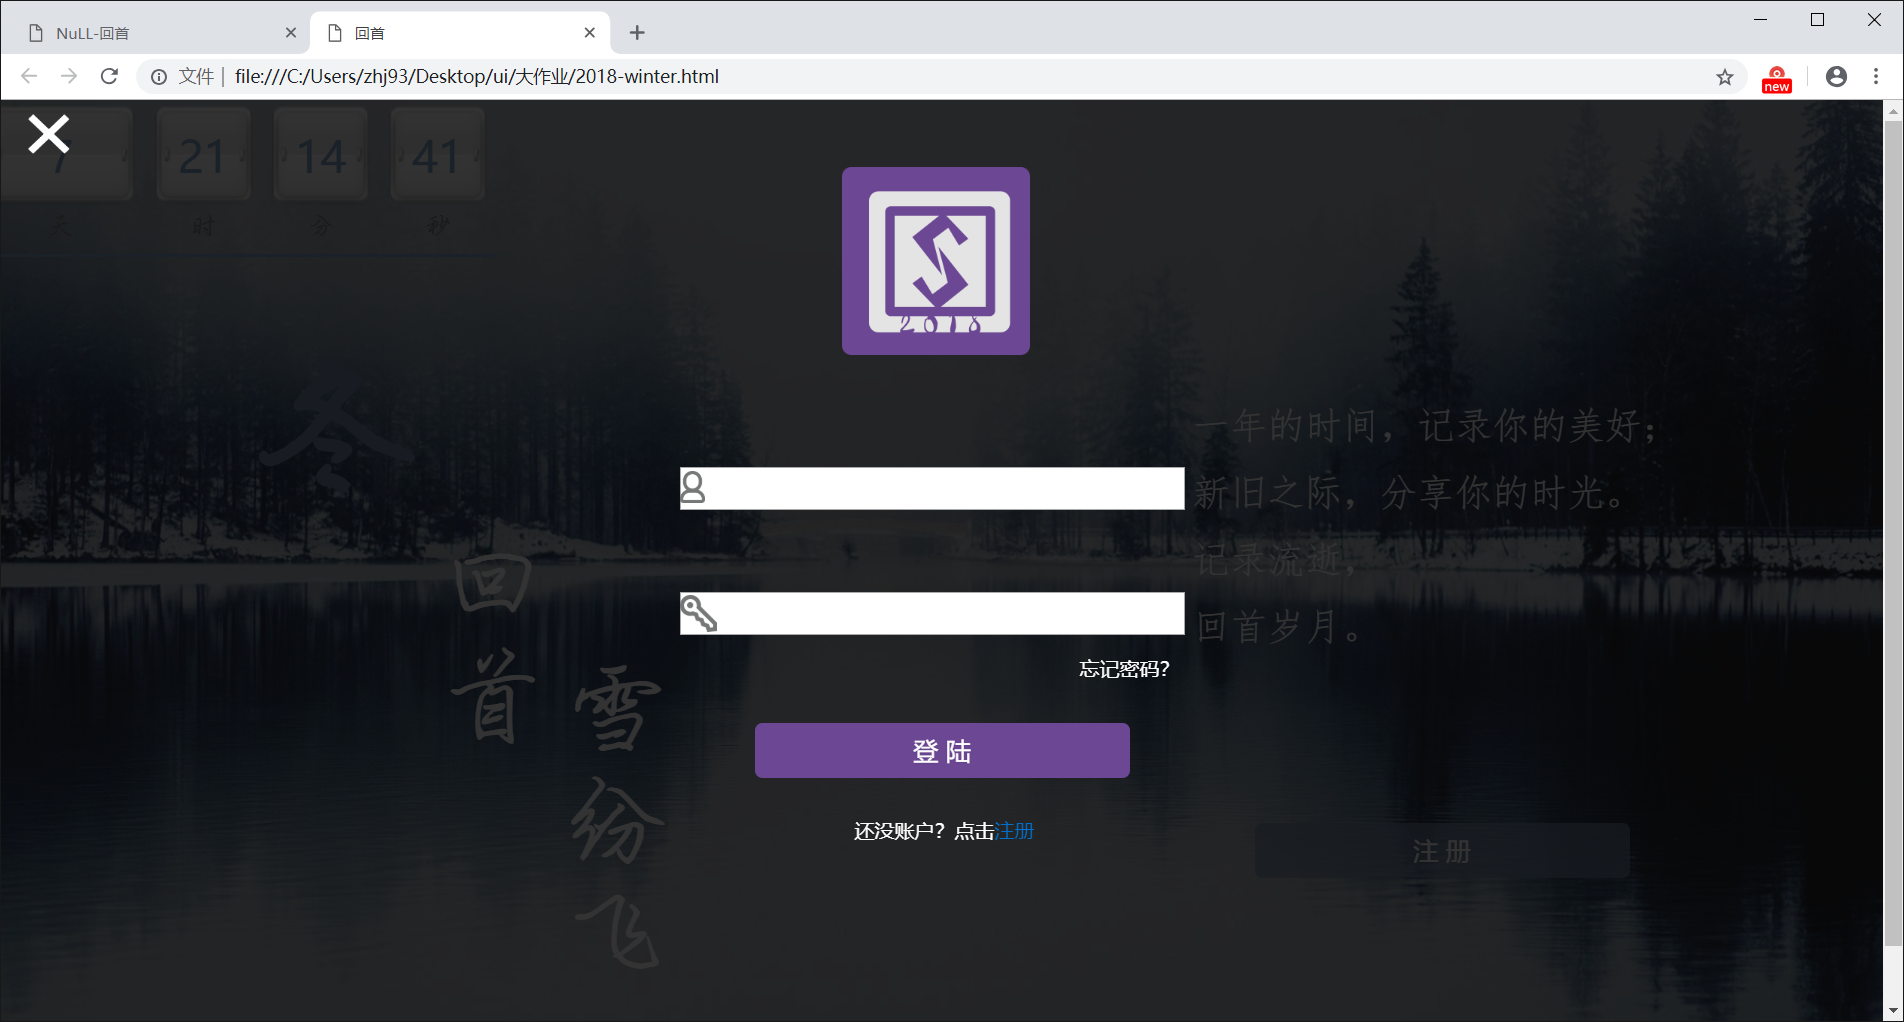 NuLL-回首
回首
文件 | file:///C:/Users/zhj93/Desktop/ui/大作业/2018-winter.html
new
7 21 14 41
天 时 分 秒
S
2018
冬
一年的时间，记录你的美好；
新旧之际，分享你的时光。
记录流逝，
回首岁月。
回首
雪纷飞
忘记密码？
登 陆
还没账户？点击注册
注 册